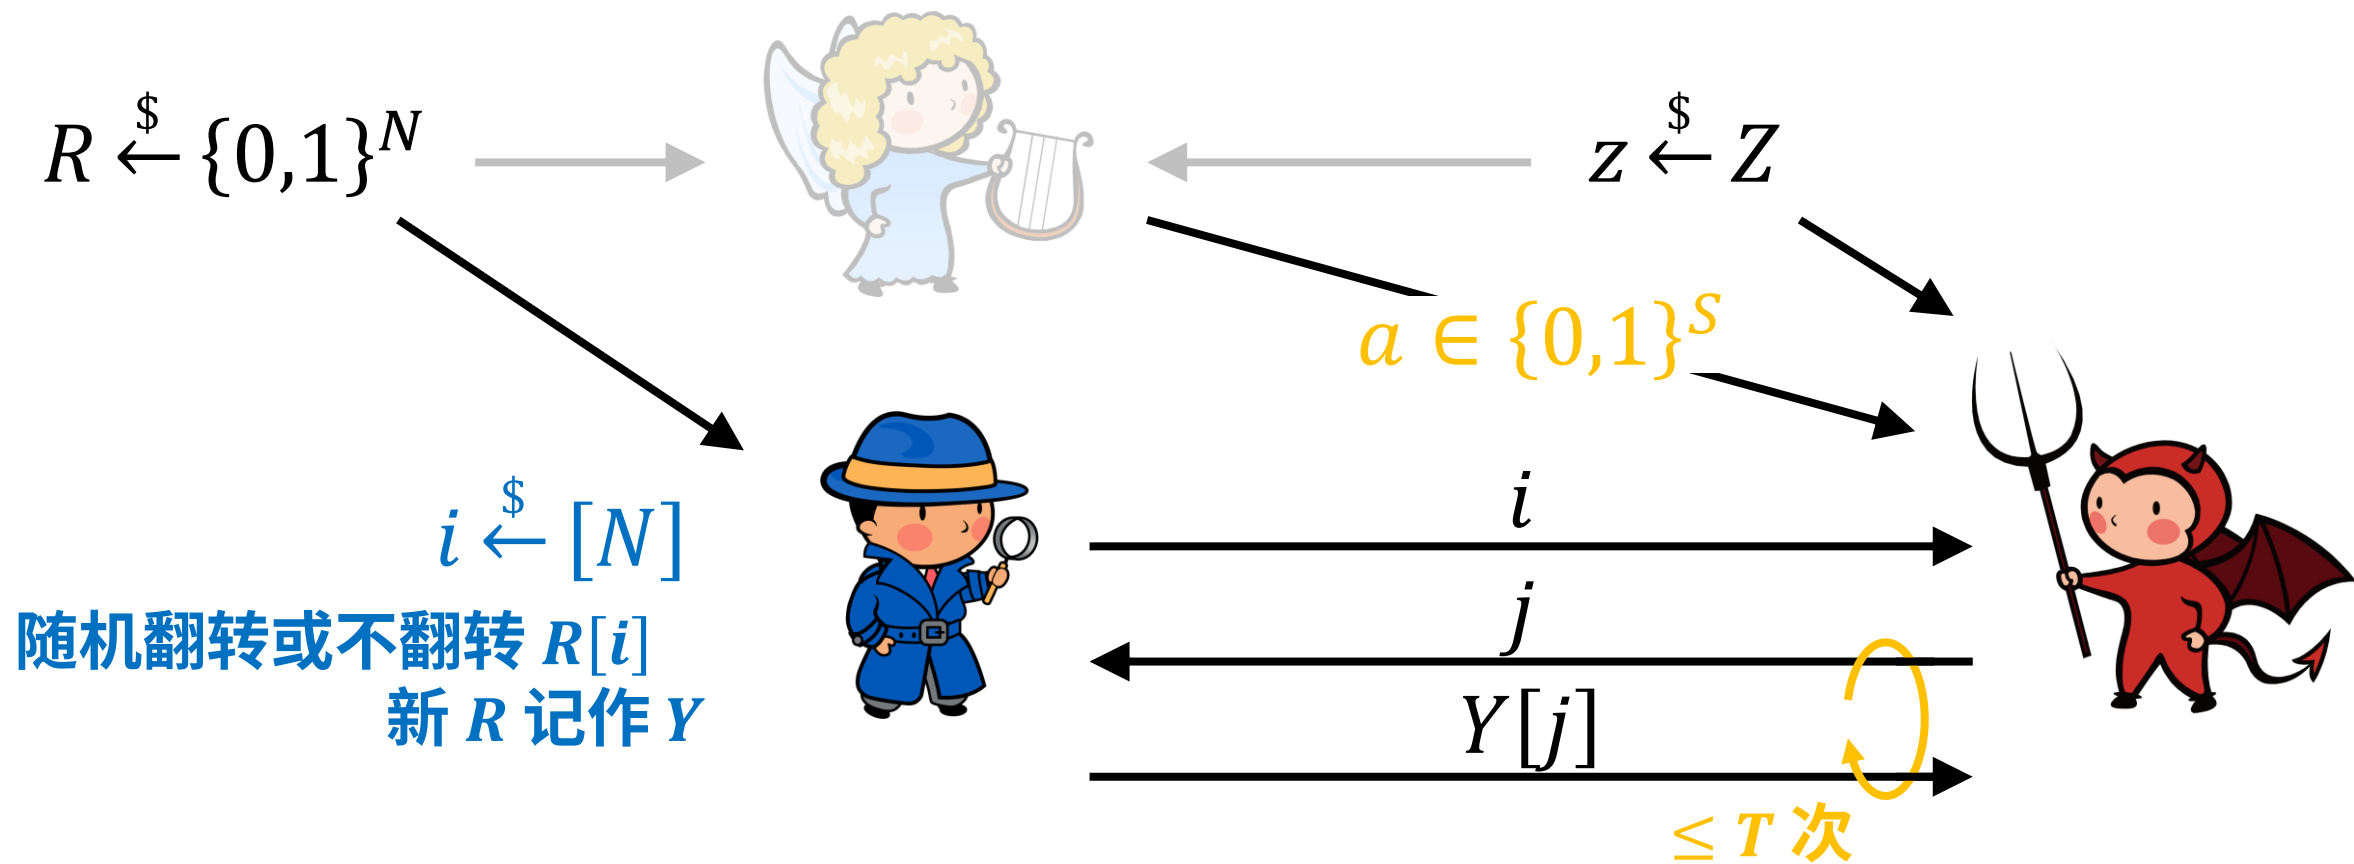 R ←$ {0,1}^N
z ←$ Z
a ∈ {0,1}^S
i
i ←$ [N]
j
随机翻转或不翻转 R[i]
新 R 记作 Y
Y[j]
≤ T 次